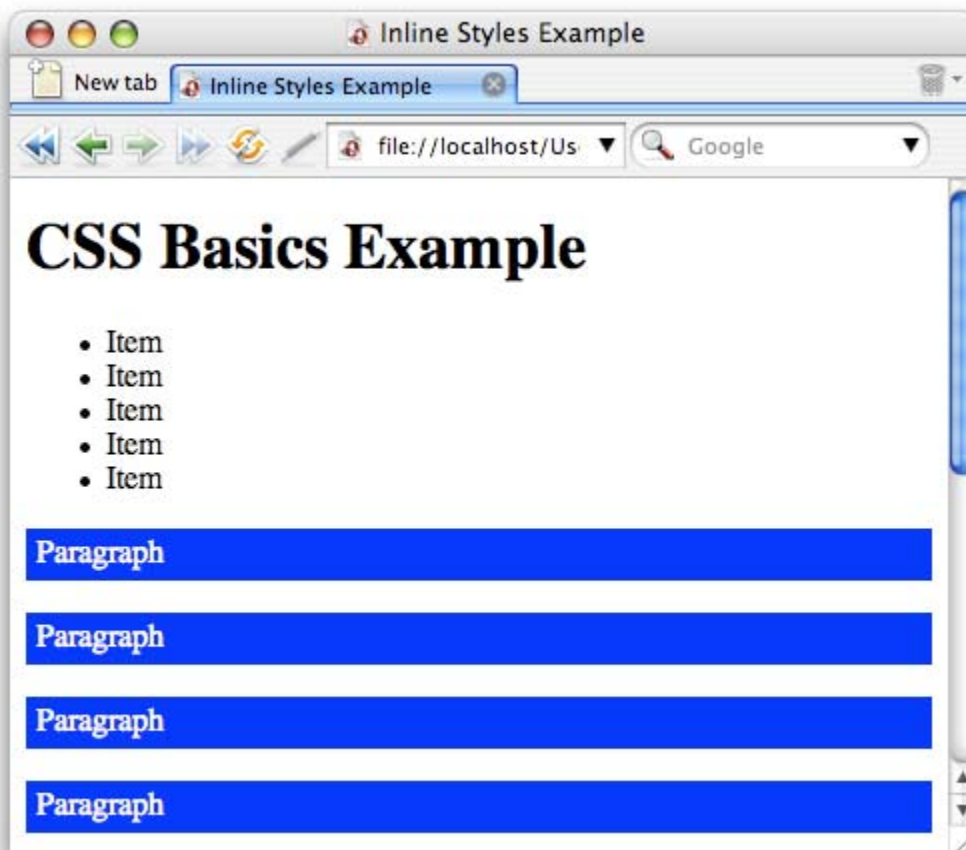 Inline Styles Example
New tab
Inline Styles Example
file://localhost/Us
Google
CSS Basics Example
Item
Item
Item
Item
Item
Paragraph
Paragraph
Paragraph
Paragraph